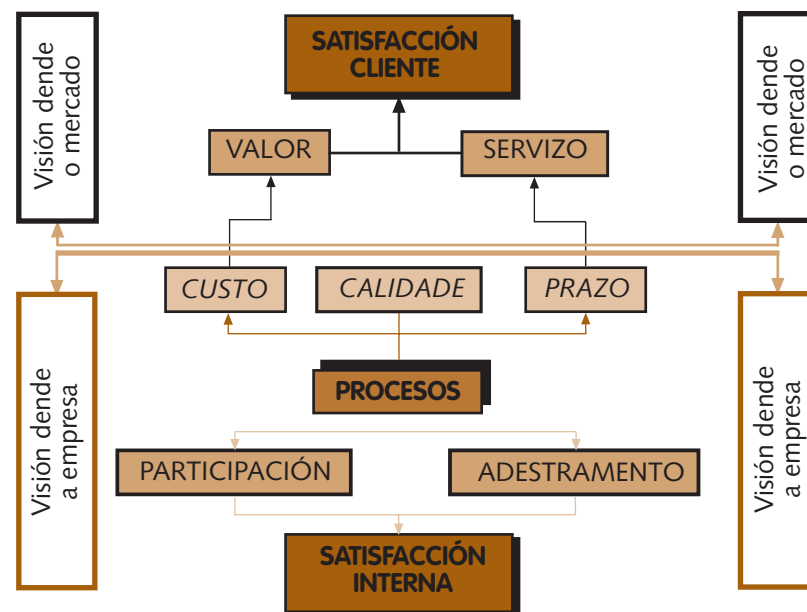 SATISFACCIÓN
CLIENTE
Visión dende
o mercado
Visión dende
o mercado
VALOR
SERVIZO
CUSTO
CALIDADE
PRAZO
Visión dende
a empresa
Visión dende
a empresa
PROCESOS
PARTICIPACIÓN
ADESTRAMENTO
SATISFACCIÓN
INTERNA